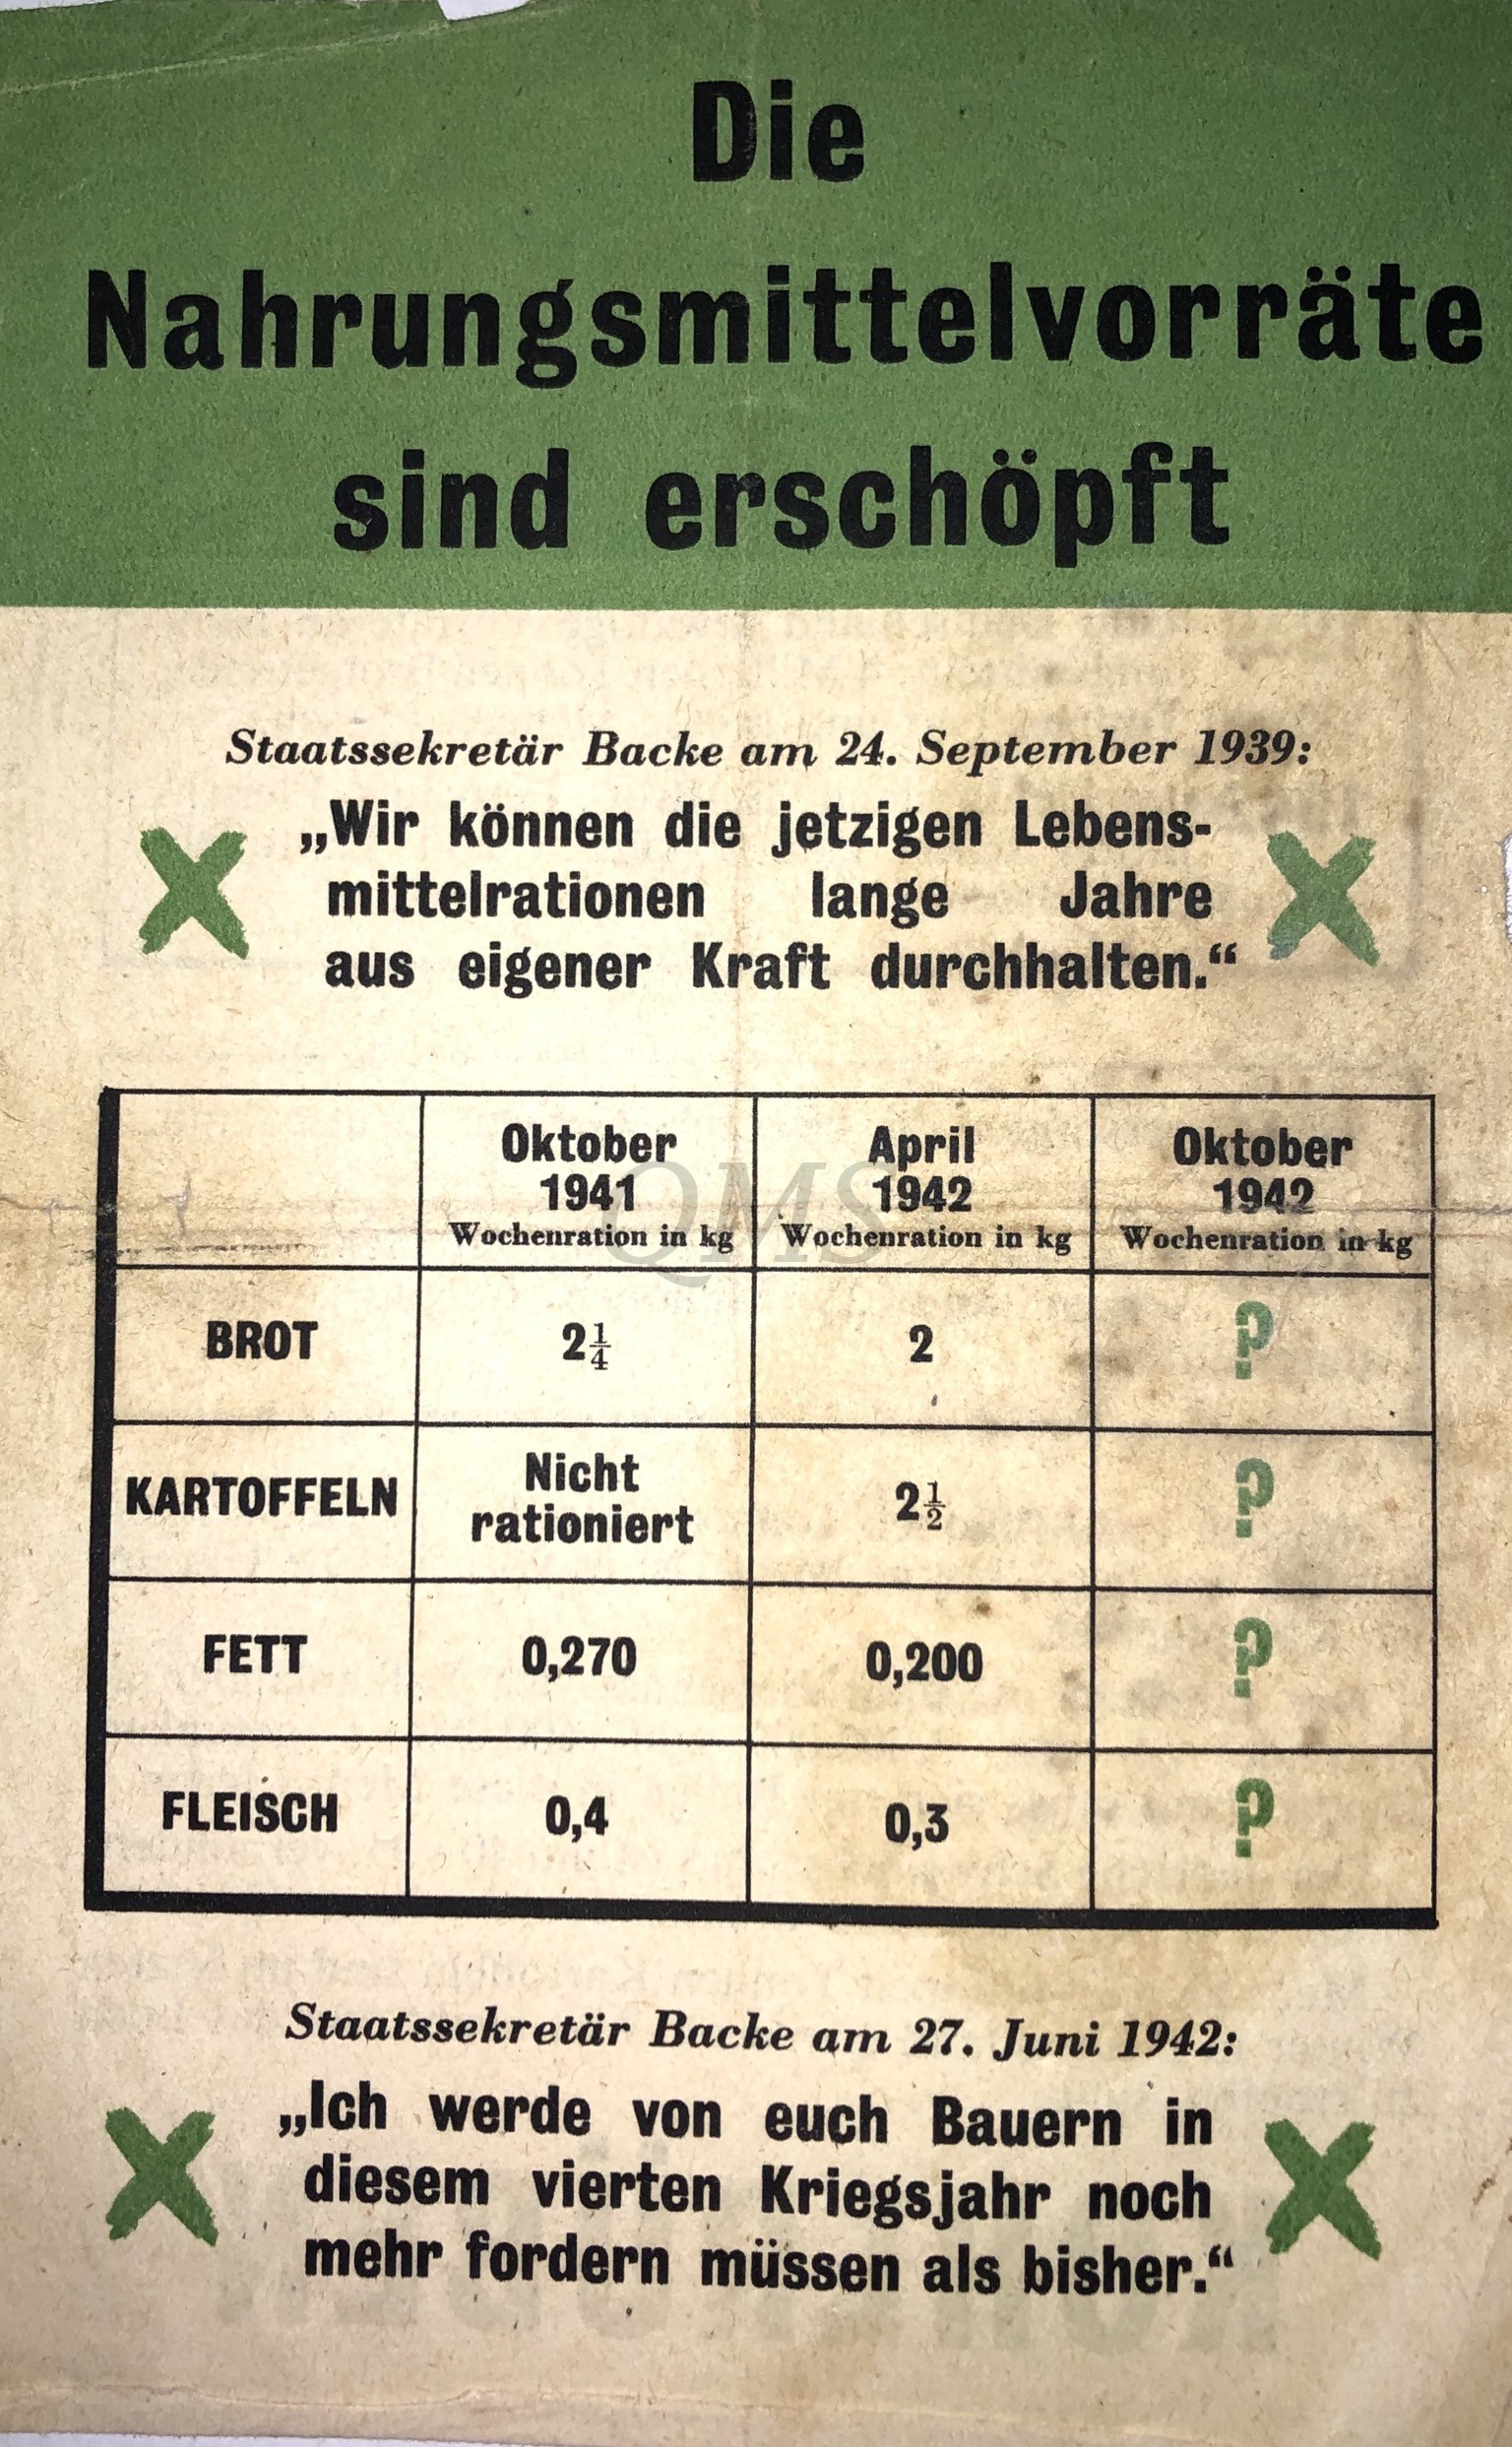 Die
Nahrungsmittelvorräte
sind erschöpft
Staatssekretär Backe am 24. September 1939:
„Wir können die jetzigen Lebens-
mittelrationen lange Jahre
aus eigener Kraft durchhalten.“
Oktober 1941 Wochenration in kg
April 1942 Wochenration in kg
Oktober 1942 Wochenration in kg
BROT 2¼ 2 ?
KARTOFFELN Nicht rationiert 2½ ?
FETT 0,270 0,200 ?
FLEISCH 0,4 0,3 ?
QMS
Staatssekretär Backe am 27. Juni 1942:
„Ich werde von euch Bauern in
diesem vierten Kriegsjahr noch
mehr fordern müssen als bisher.“